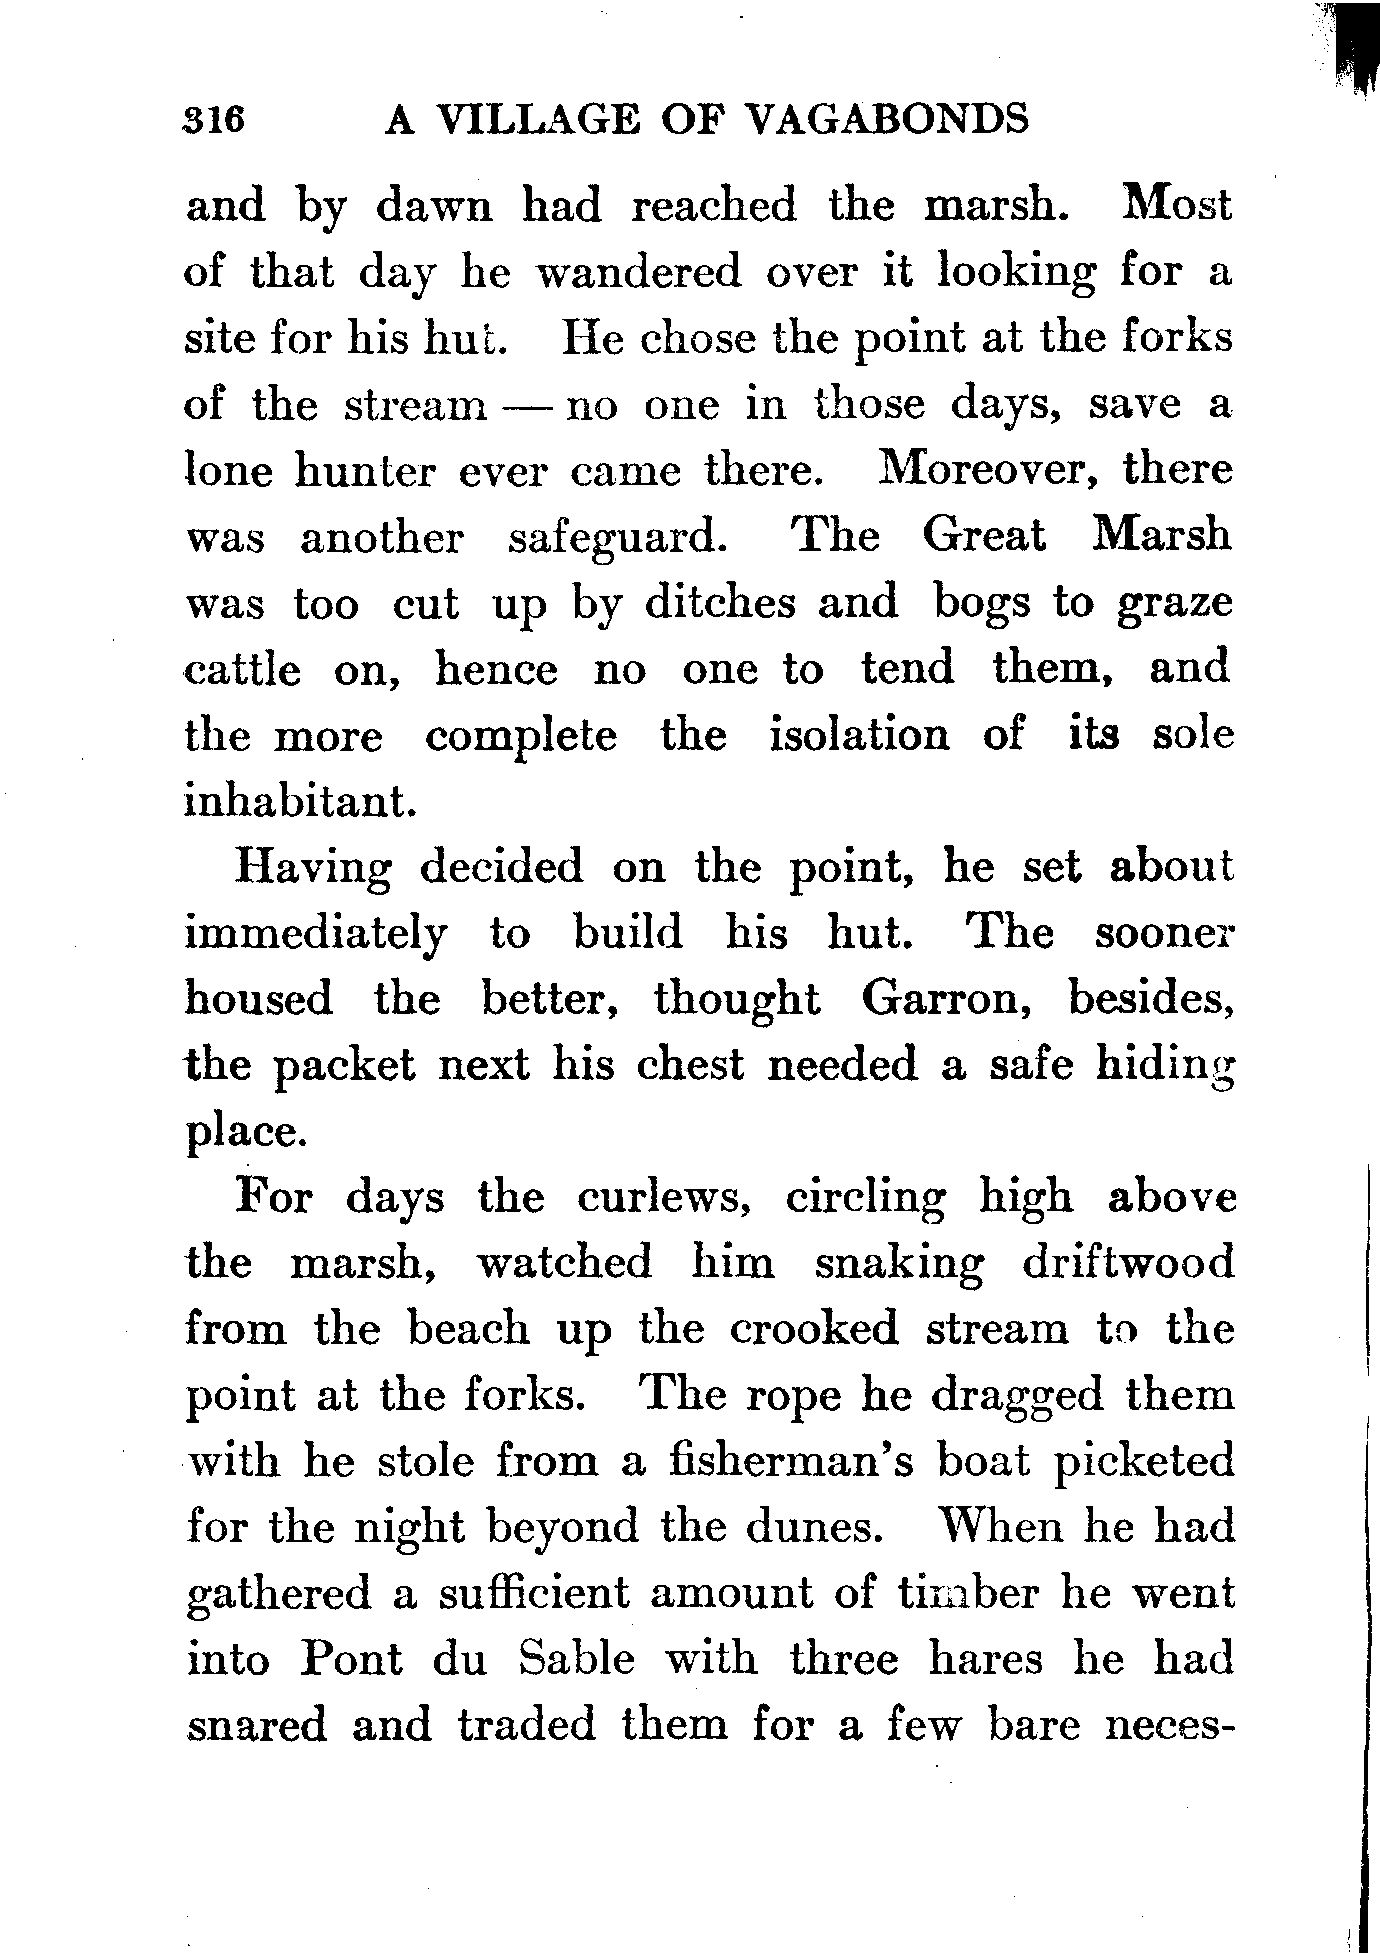 316 A VILLAGE OF VAGABONDS
and by dawn had reached the marsh. Most
of that day he wandered over it looking for a
site for his hut. He chose the point at the forks
of the stream — no one in those days, save a
lone hunter ever came there. Moreover, there
was another safeguard. The Great Marsh
was too cut up by ditches and bogs to graze
cattle on, hence no one to tend them, and
the more complete the isolation of its sole
inhabitant.
Having decided on the point, he set about
immediately to build his hut. The sooner
housed the better, thought Garron, besides,
the packet next his chest needed a safe hiding
place.
For days the curlews, circling high above
the marsh, watched him snaking driftwood
from the beach up the crooked stream to the
point at the forks. The rope he dragged them
with he stole from a fisherman's boat picketed
for the night beyond the dunes. When he had
gathered a sufficient amount of timber he went
into Pont du Sable with three hares he had
snared and traded them for a few bare neces-